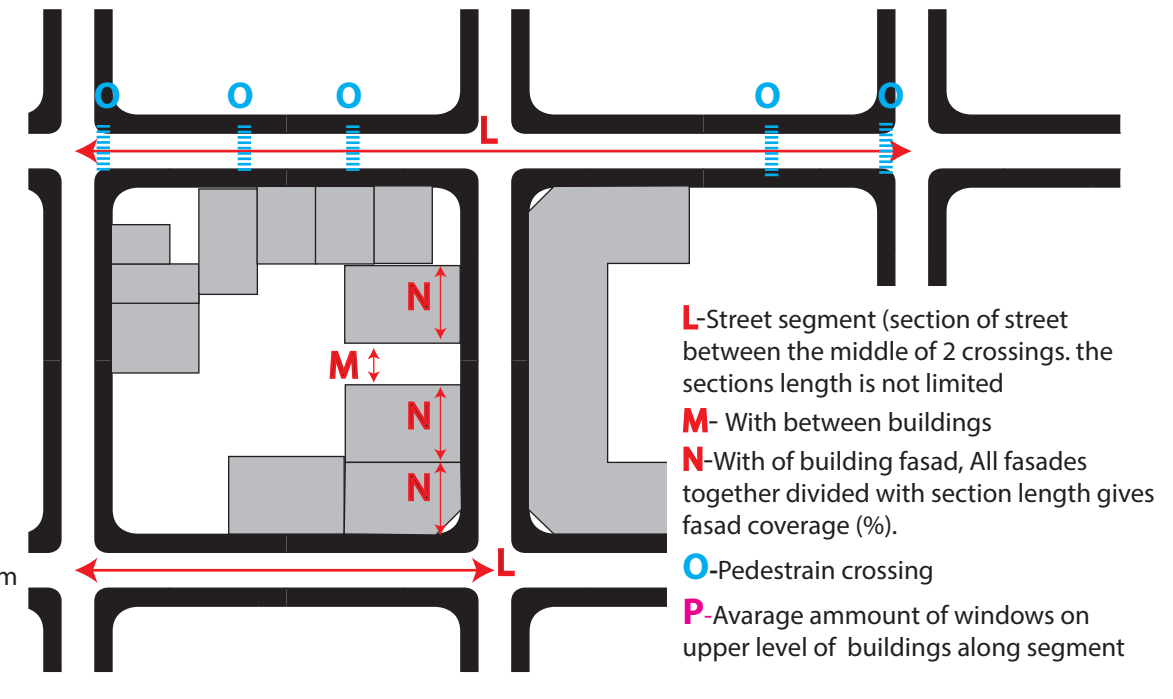 O O O O O
L
N
M
N
N
L
m
L-Street segment (section of street
between the middle of 2 crossings. the
sections length is not limited
M- With between buildings
N-With of building fasad, All fasades
together divided with section length gives
fasad coverage (%).
O-Pedestrain crossing
P-Avarage ammount of windows on
upper level of buildings along segment